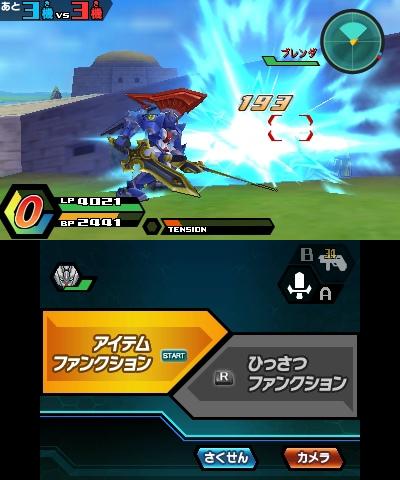 あと3機 vs 3機
ブレンダ
193
0
LP 4021
BP 2441
TENSION
B 31
A
アイテム
ファンクション START
R ひっさつ
ファンクション
さくせん
カメラ